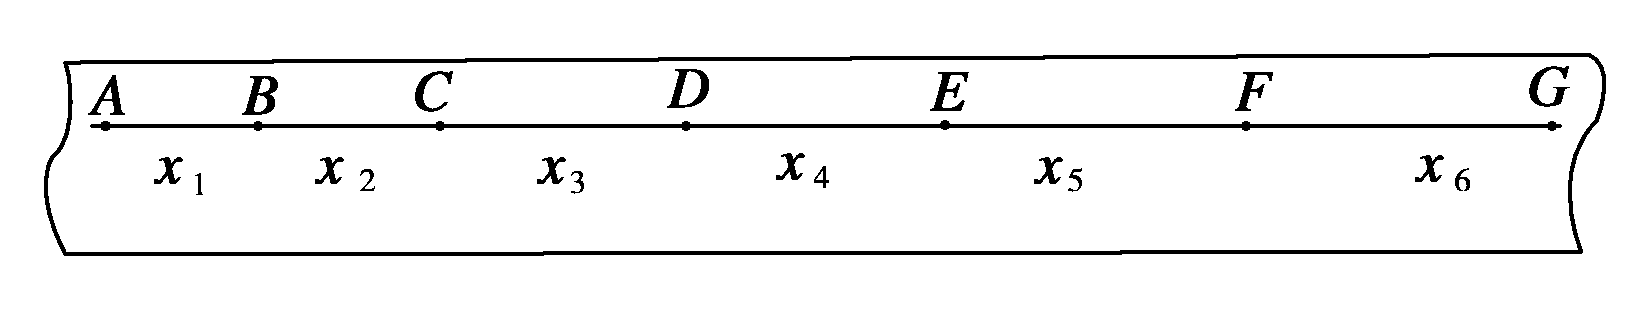 A B C D E F G
x₁ x₂ x₃ x₄ x₅ x₆